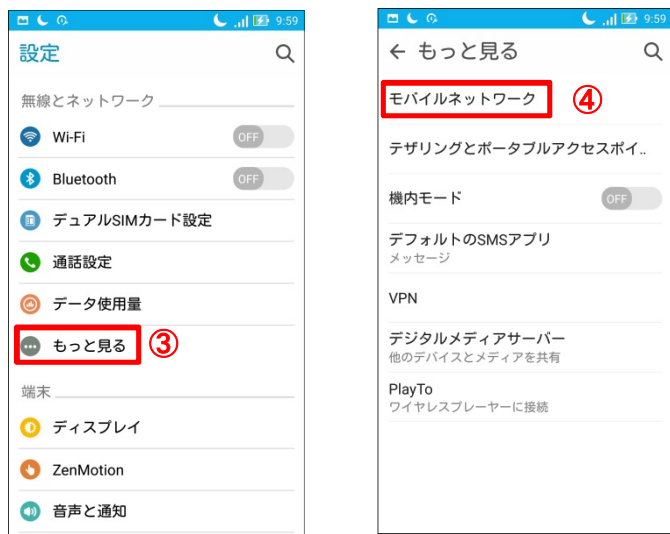 9:59
設定
無線とネットワーク
Wi-Fi
OFF
Bluetooth
OFF
デュアルSIMカード設定
通話設定
データ使用量
もっと見る
③
端末
ディスプレイ
ZenMotion
音声と通知
9:59
もっと見る
モバイルネットワーク
④
テザリングとポータブルアクセスポイ..
機内モード
OFF
デフォルトのSMSアプリ
メッセージ
VPN
デジタルメディアサーバー
他のデバイスとメディアを共有
PlayTo
ワイヤレスプレーヤーに接続